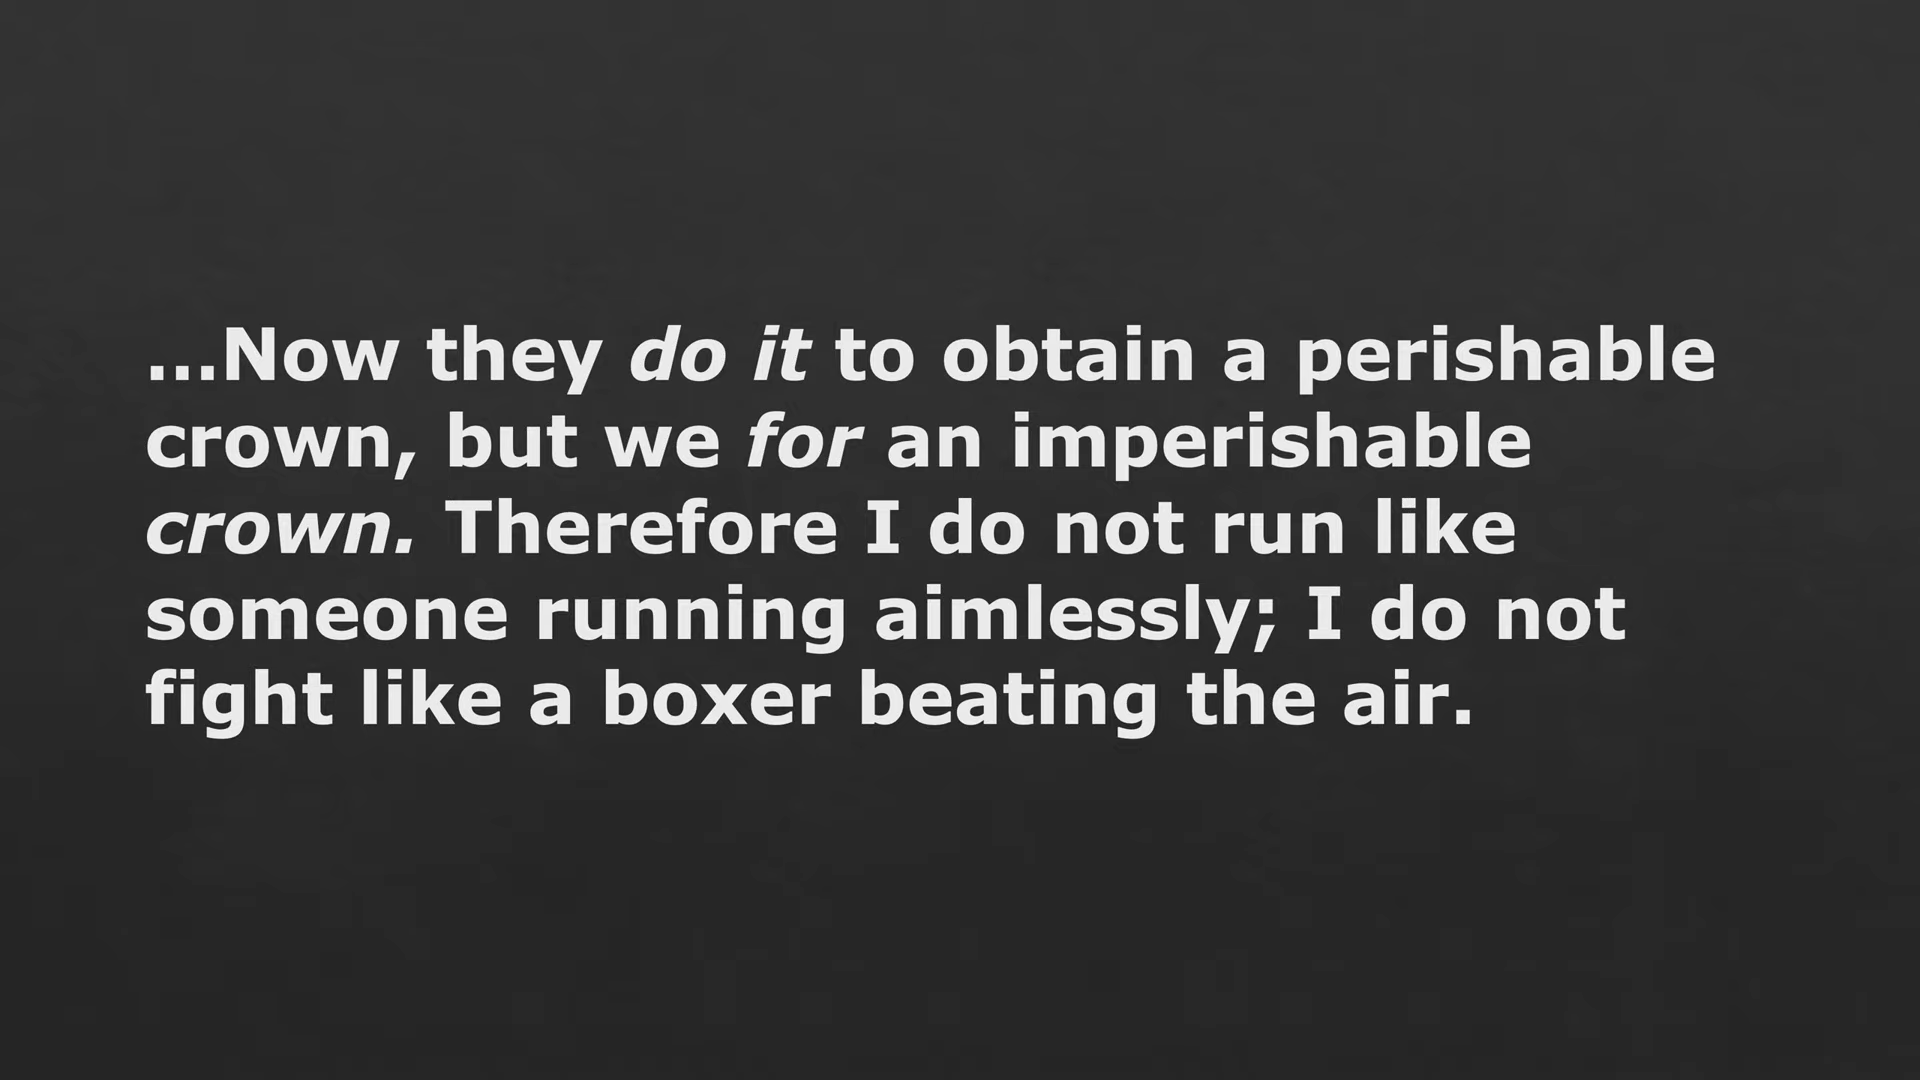 ...Now they do it to obtain a perishable
crown, but we for an imperishable
crown. Therefore I do not run like
someone running aimlessly; I do not
fight like a boxer beating the air.